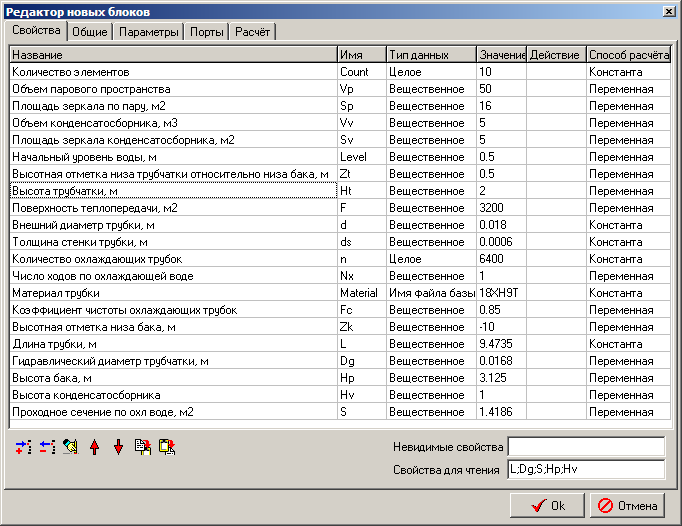 Редактор новых блоков
Свойства Общие Параметры Порты Расчёт
Название Имя Тип данных Значение Действие Способ расчёта
Количество элементов Count Целое 10 Константа
Объем парового пространства Vp Вещественное 50 Переменная
Площадь зеркала по пару, м2 Sp Вещественное 16 Переменная
Объем конденсатосборника, м3 Vv Вещественное 5 Переменная
Площадь зеркала конденсатосборника, м2 Sv Вещественное 5 Переменная
Начальный уровень воды, м Level Вещественное 0.5 Переменная
Высотная отметка низа трубчатки относительно низа бака, м Zt Вещественное 0.5 Переменная
Высота трубчатки, м Ht Вещественное 2 Переменная
Поверхность теплопередачи, м2 F Вещественное 3200 Переменная
Внешний диаметр трубки, м d Вещественное 0.018 Константа
Толщина стенки трубки, м ds Вещественное 0.0006 Константа
Количество охлаждающих трубок n Целое 6400 Константа
Число ходов по охлаждающей воде Nx Вещественное 1 Переменная
Материал трубки Material Имя файла базы 18ХН9Т Константа
Коэффициент чистоты охлаждающих трубок Fc Вещественное 0.85 Переменная
Высотная отметка низа бака, м Zk Вещественное -10 Переменная
Длина трубки, м L Вещественное 9.4735 Константа
Гидравлический диаметр трубчатки, м Dg Вещественное 0.0168 Переменная
Высота бака, м Hp Вещественное 3.125 Переменная
Высота конденсатосборника Hv Вещественное 1 Переменная
Проходное сечение по охл воде, м2 S Вещественное 1.4186 Переменная
Невидимые свойства
Свойства для чтения L;Dg;S;Hp;Hv
Ok Отмена